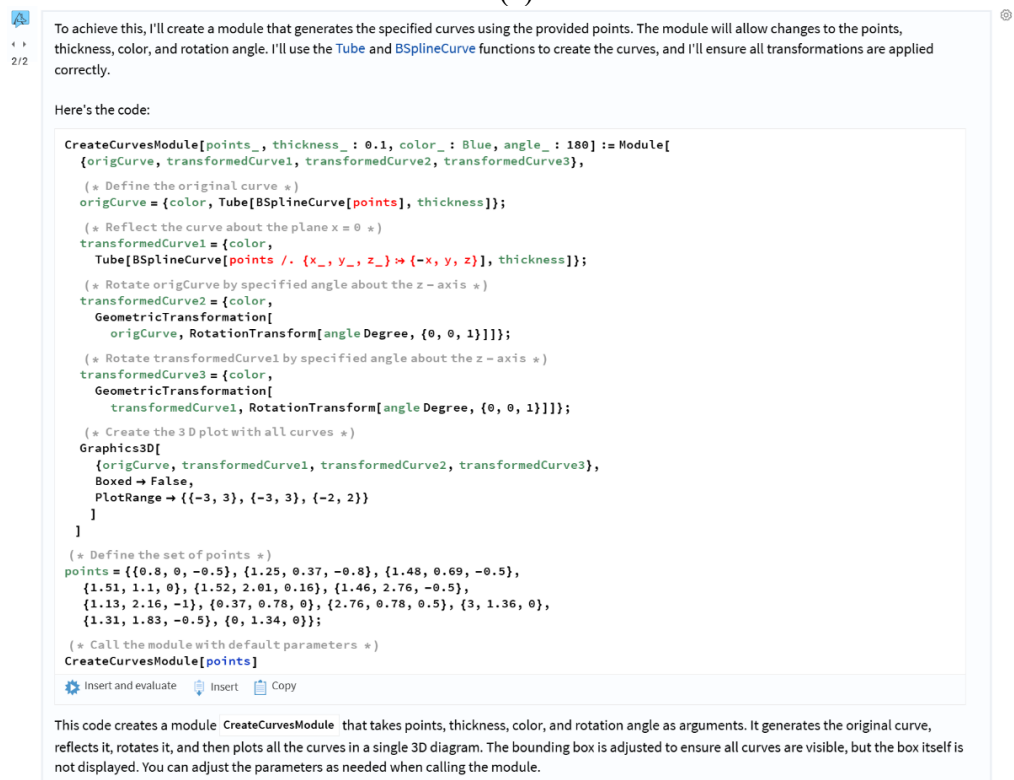 2/2
To achieve this, I'll create a module that generates the specified curves using the provided points. The module will allow changes to the points,
thickness, color, and rotation angle. I'll use the Tube and BSplineCurve functions to create the curves, and I'll ensure all transformations are applied
correctly.
Here's the code:
CreateCurvesModule[points_, thickness_ : 0.1, color_ : Blue, angle_ : 180] := Module[
{origCurve, transformedCurve1, transformedCurve2, transformedCurve3},
(* Define the original curve *)
origCurve = {color, Tube[BSplineCurve[points], thickness]};
(* Reflect the curve about the plane x = 0 *)
transformedCurve1 = {color,
Tube[BSplineCurve[points /. {x_, y_, z_} :→ {-x, y, z}], thickness]};
(* Rotate origCurve by specified angle about the z - axis *)
transformedCurve2 = {color,
GeometricTransformation[
origCurve, RotationTransform[angle Degree, {0, 0, 1}]]};
(* Rotate transformedCurve1 by specified angle about the z - axis *)
transformedCurve3 = {color,
GeometricTransformation[
transformedCurve1, RotationTransform[angle Degree, {0, 0, 1}]]};
(* Create the 3 D plot with all curves *)
Graphics3D[
{origCurve, transformedCurve1, transformedCurve2, transformedCurve3},
Boxed → False,
PlotRange → {{-3, 3}, {-3, 3}, {-2, 2}}
]
]
(* Define the set of points *)
points = {{0.8, 0, -0.5}, {1.25, 0.37, -0.8}, {1.48, 0.69, -0.5},
{1.51, 1.1, 0}, {1.52, 2.01, 0.16}, {1.46, 2.76, -0.5},
{1.13, 2.16, -1}, {0.37, 0.78, 0}, {2.76, 0.78, 0.5}, {3, 1.36, 0},
{1.31, 1.83, -0.5}, {0, 1.34, 0}};
(* Call the module with default parameters *)
CreateCurvesModule[points]
Insert and evaluate Insert Copy
This code creates a module CreateCurvesModule that takes points, thickness, color, and rotation angle as arguments. It generates the original curve,
reflects it, rotates it, and then plots all the curves in a single 3D diagram. The bounding box is adjusted to ensure all curves are visible, but the box itself is
not displayed. You can adjust the parameters as needed when calling the module.